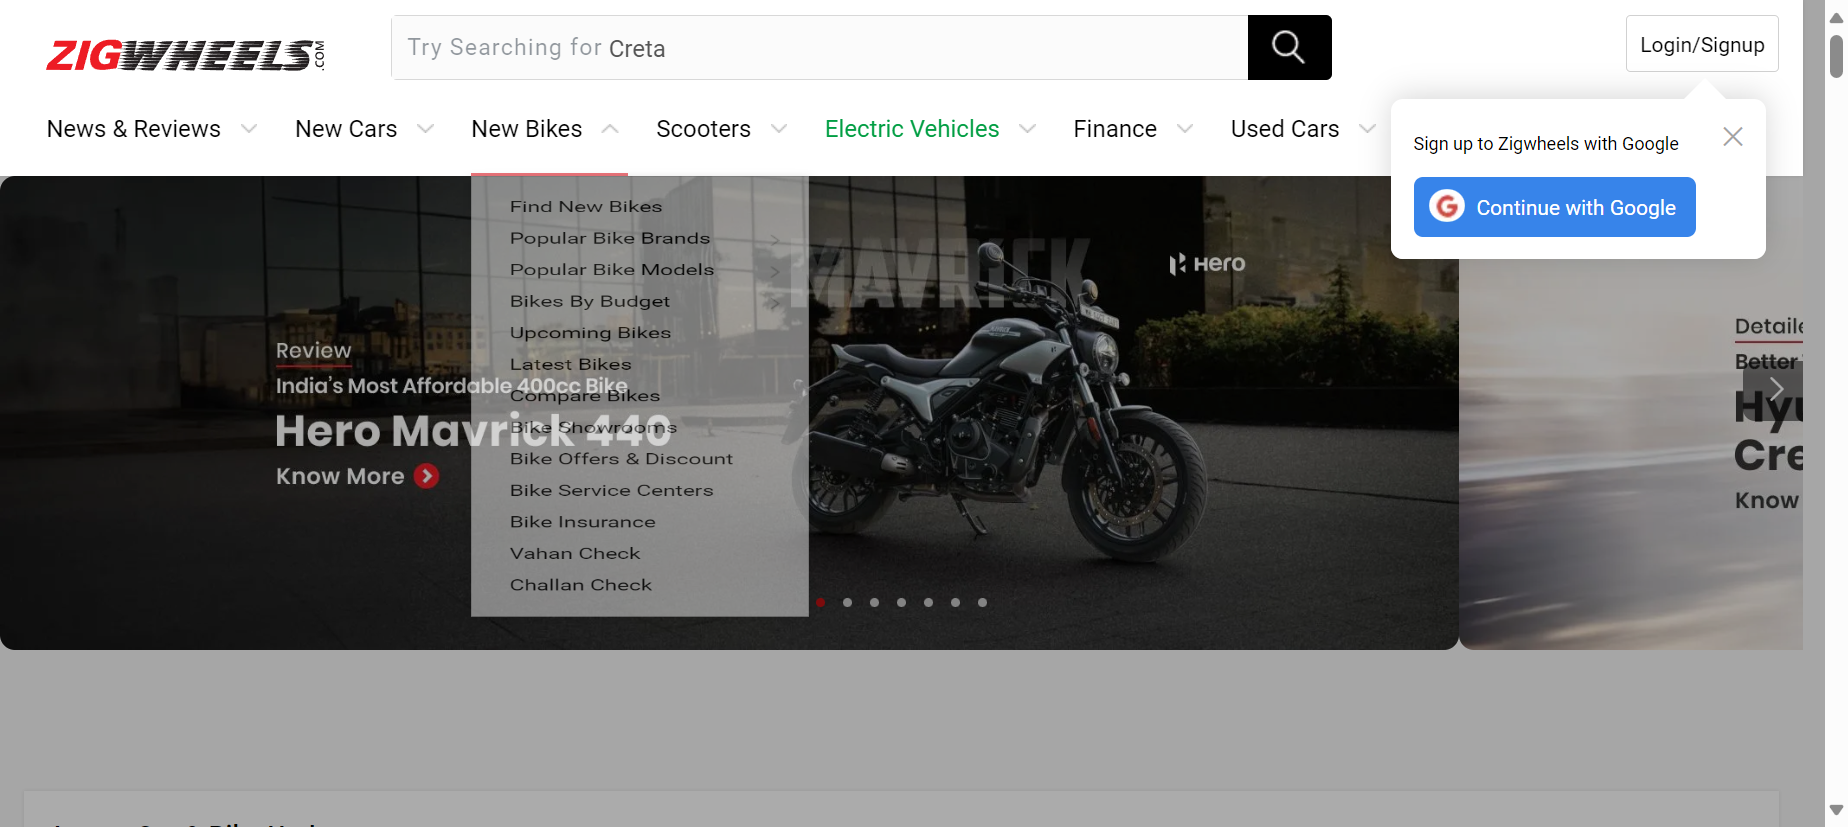 ZIGWHEELS.COM
Try Searching for Creta
Login/Signup
News & Reviews
New Cars
New Bikes
Scooters
Electric Vehicles
Finance
Used Cars
Sign up to Zigwheels with Google
G Continue with Google
Find New Bikes
Popular Bike Brands
Popular Bike Models
Bikes By Budget
Upcoming Bikes
Latest Bikes
Compare Bikes
Bike Showrooms
Bike Offers & Discount
Bike Service Centers
Bike Insurance
Vahan Check
Challan Check
MAVRICK
Hero
Review
India's Most Affordable 400cc Bike
Hero Mavrick 440
Know More
Better
Know